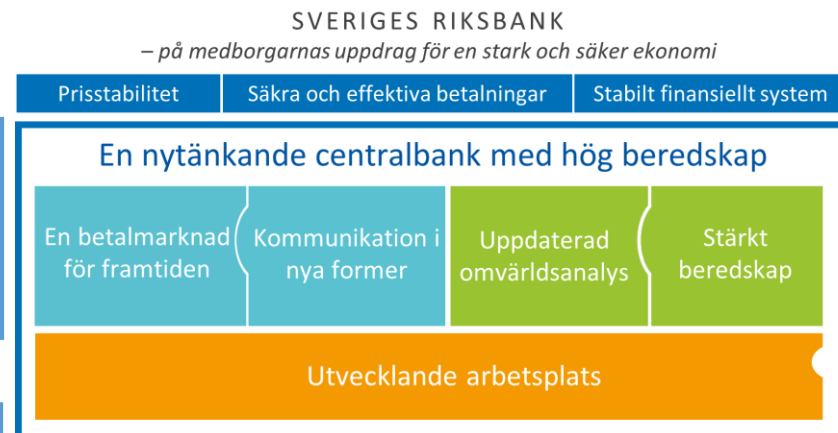 SVERIGES RIKSBANK
– på medborgarnas uppdrag för en stark och säker ekonomi
Prisstabilitet
Säkra och effektiva betalningar
Stabilt finansiellt system
En nytänkande centralbank med hög beredskap
En betalmarknad
för framtiden
Kommunikation i
nya former
Uppdaterad
omvärldsanalys
Stärkt
beredskap
Utvecklande arbetsplats